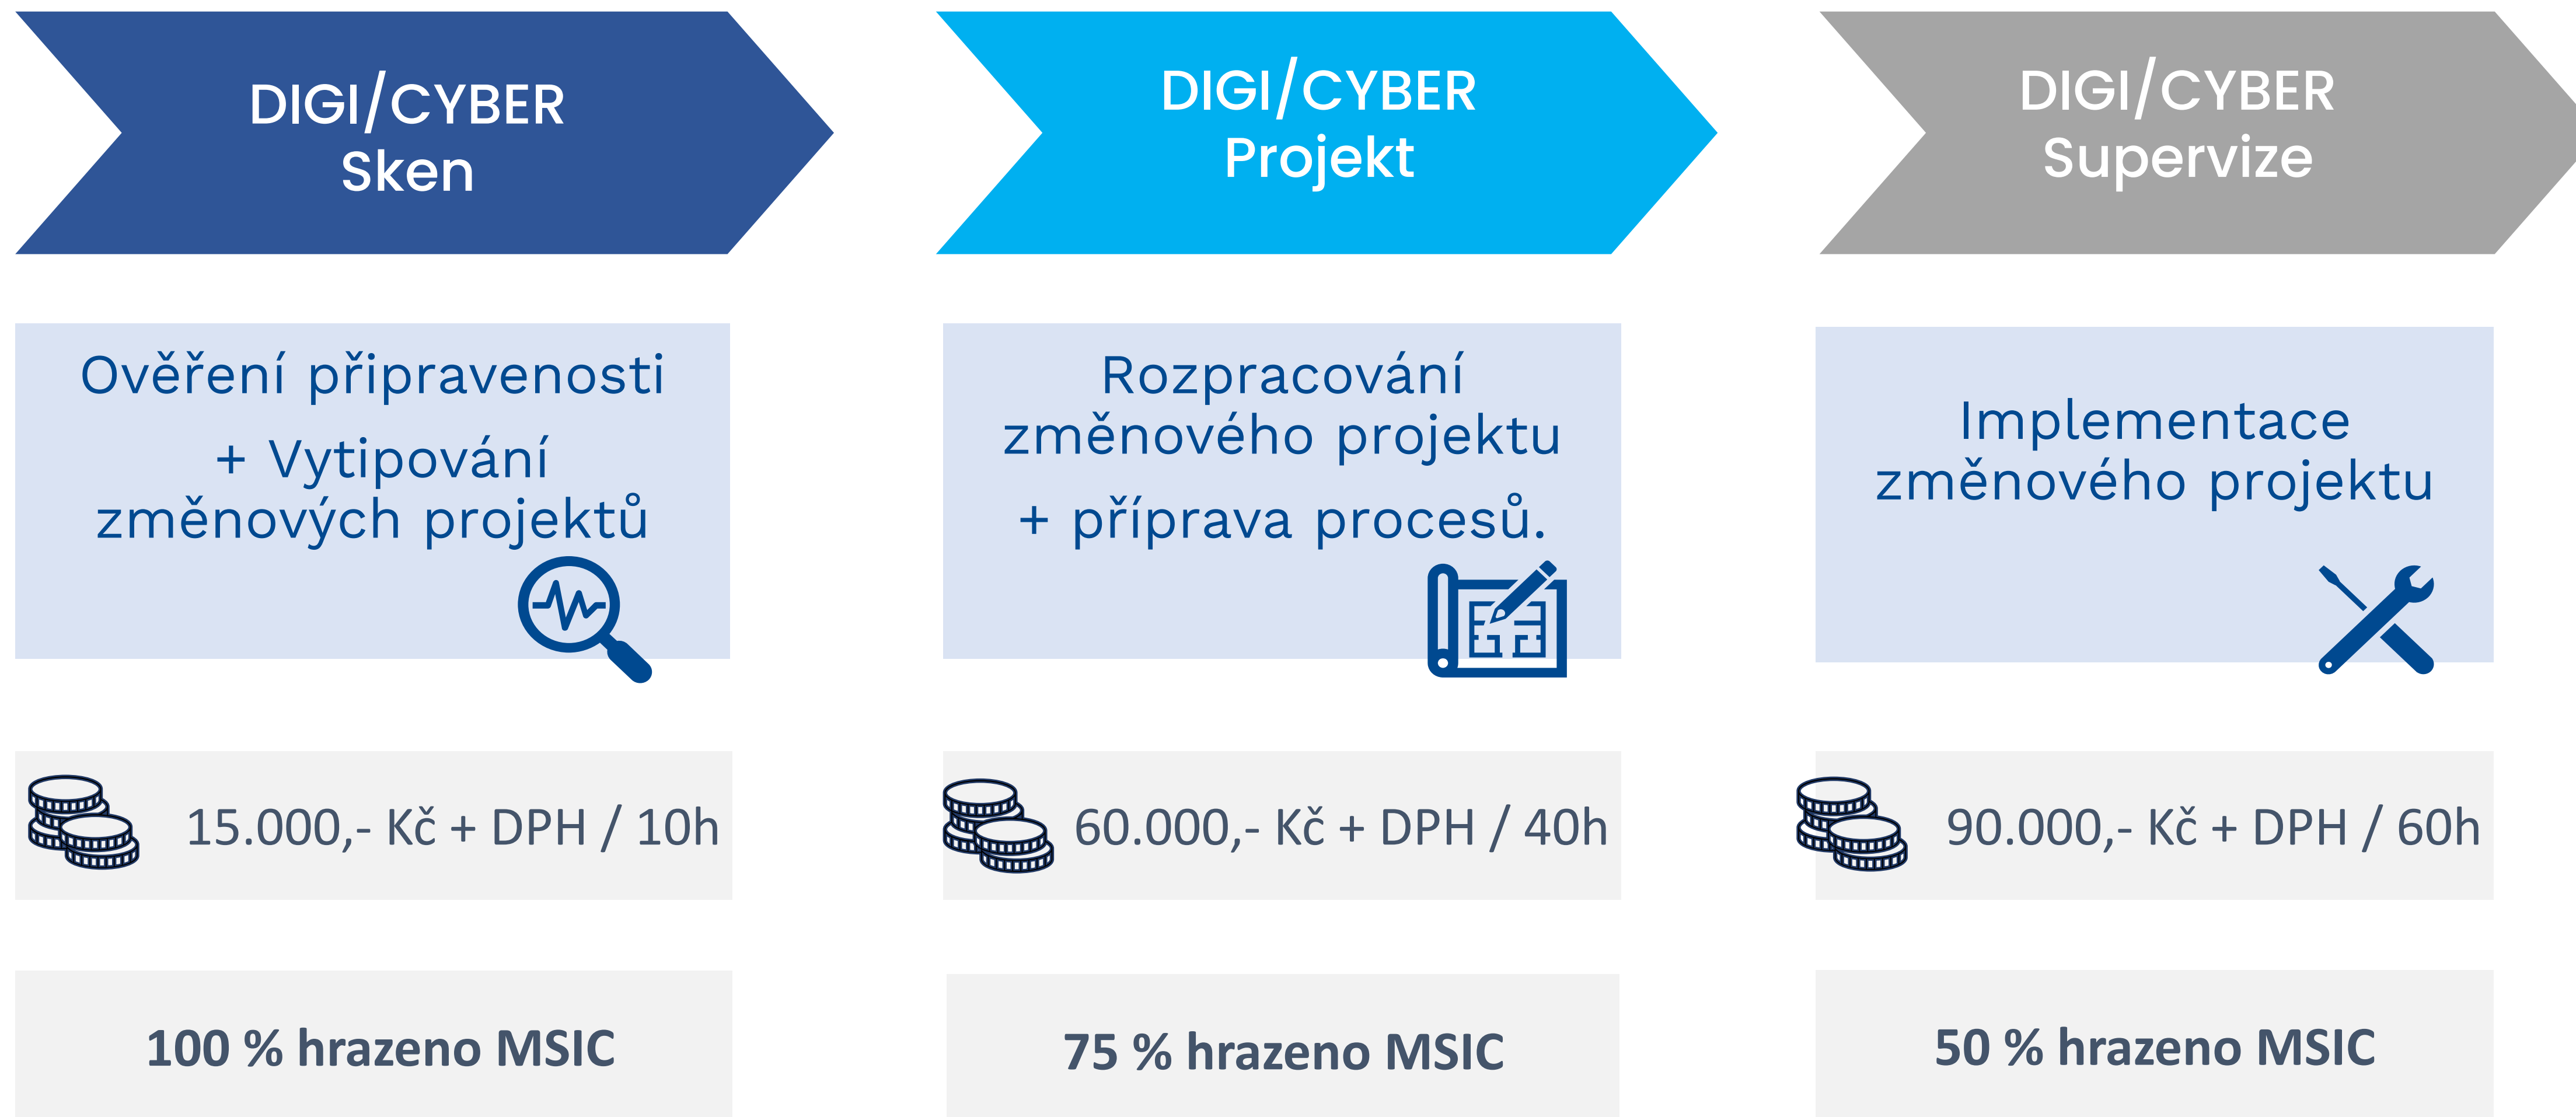 DIGI/CYBER
Sken
DIGI/CYBER
Projekt
DIGI/CYBER
Supervize
Ověření připravenosti
+ Vytipování
změnových projektů
Rozpracování
změnového projektu
+ příprava procesů.
Implementace
změnového projektu
15.000,- Kč + DPH / 10h
60.000,- Kč + DPH / 40h
90.000,- Kč + DPH / 60h
100 % hrazeno MSIC
75 % hrazeno MSIC
50 % hrazeno MSIC